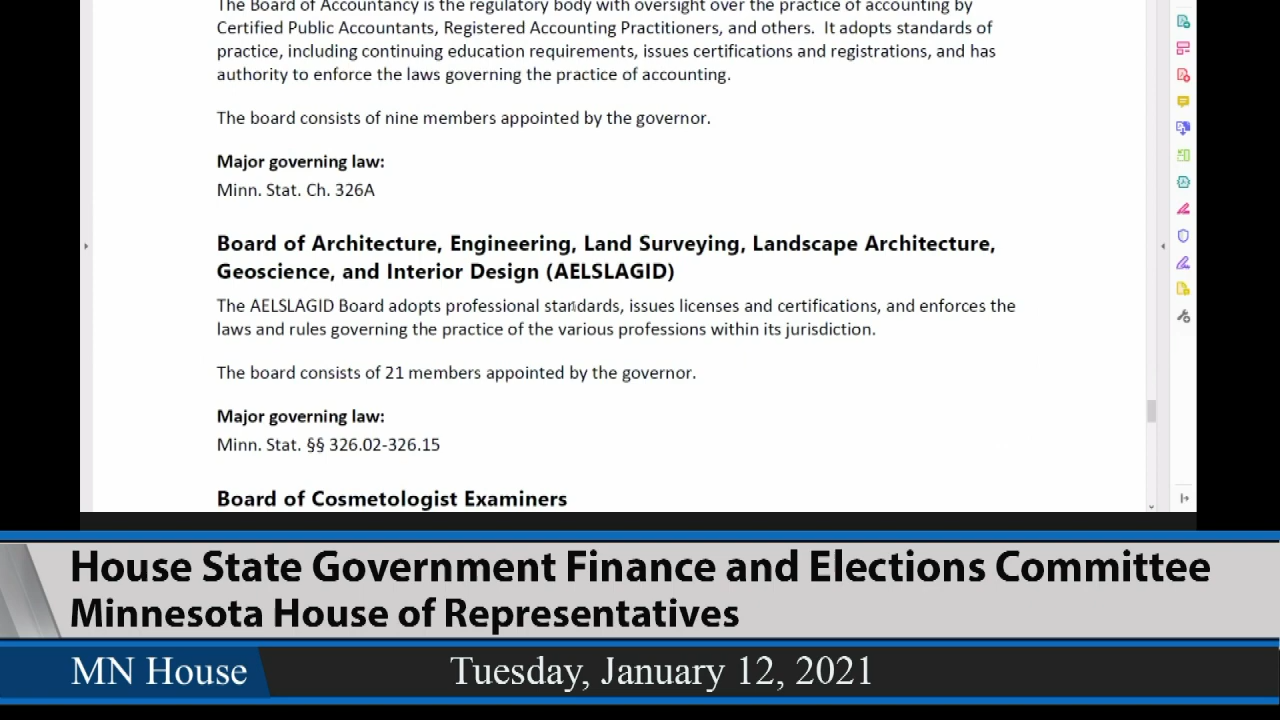 The Board of Accountancy is the regulatory body with oversight over the practice of accounting by
Certified Public Accountants, Registered Accounting Practitioners, and others. It adopts standards of
practice, including continuing education requirements, issues certifications and registrations, and has
authority to enforce the laws governing the practice of accounting.
The board consists of nine members appointed by the governor.
Major governing law:
Minn. Stat. Ch. 326A
Board of Architecture, Engineering, Land Surveying, Landscape Architecture,
Geoscience, and Interior Design (AELSLAGID)
The AELSLAGID Board adopts professional standards, issues licenses and certifications, and enforces the
laws and rules governing the practice of the various professions within its jurisdiction.
The board consists of 21 members appointed by the governor.
Major governing law:
Minn. Stat. §§ 326.02-326.15
Board of Cosmetologist Examiners
House State Government Finance and Elections Committee
Minnesota House of Representatives
MN House
Tuesday, January 12, 2021